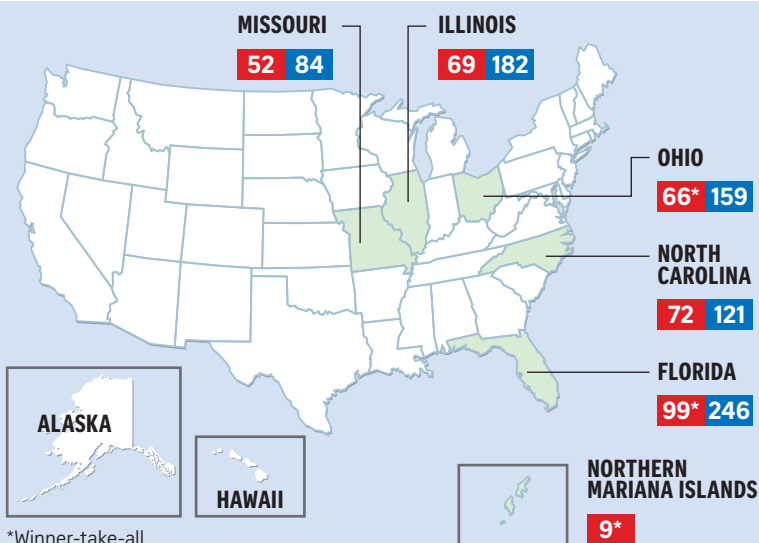 MISSOURI
52 84
ILLINOIS
69 182
OHIO
66* 159
NORTH
CAROLINA
72 121
FLORIDA
99* 246
ALASKA
HAWAII
NORTHERN
MARIANA ISLANDS
9*
*Winner-take-all